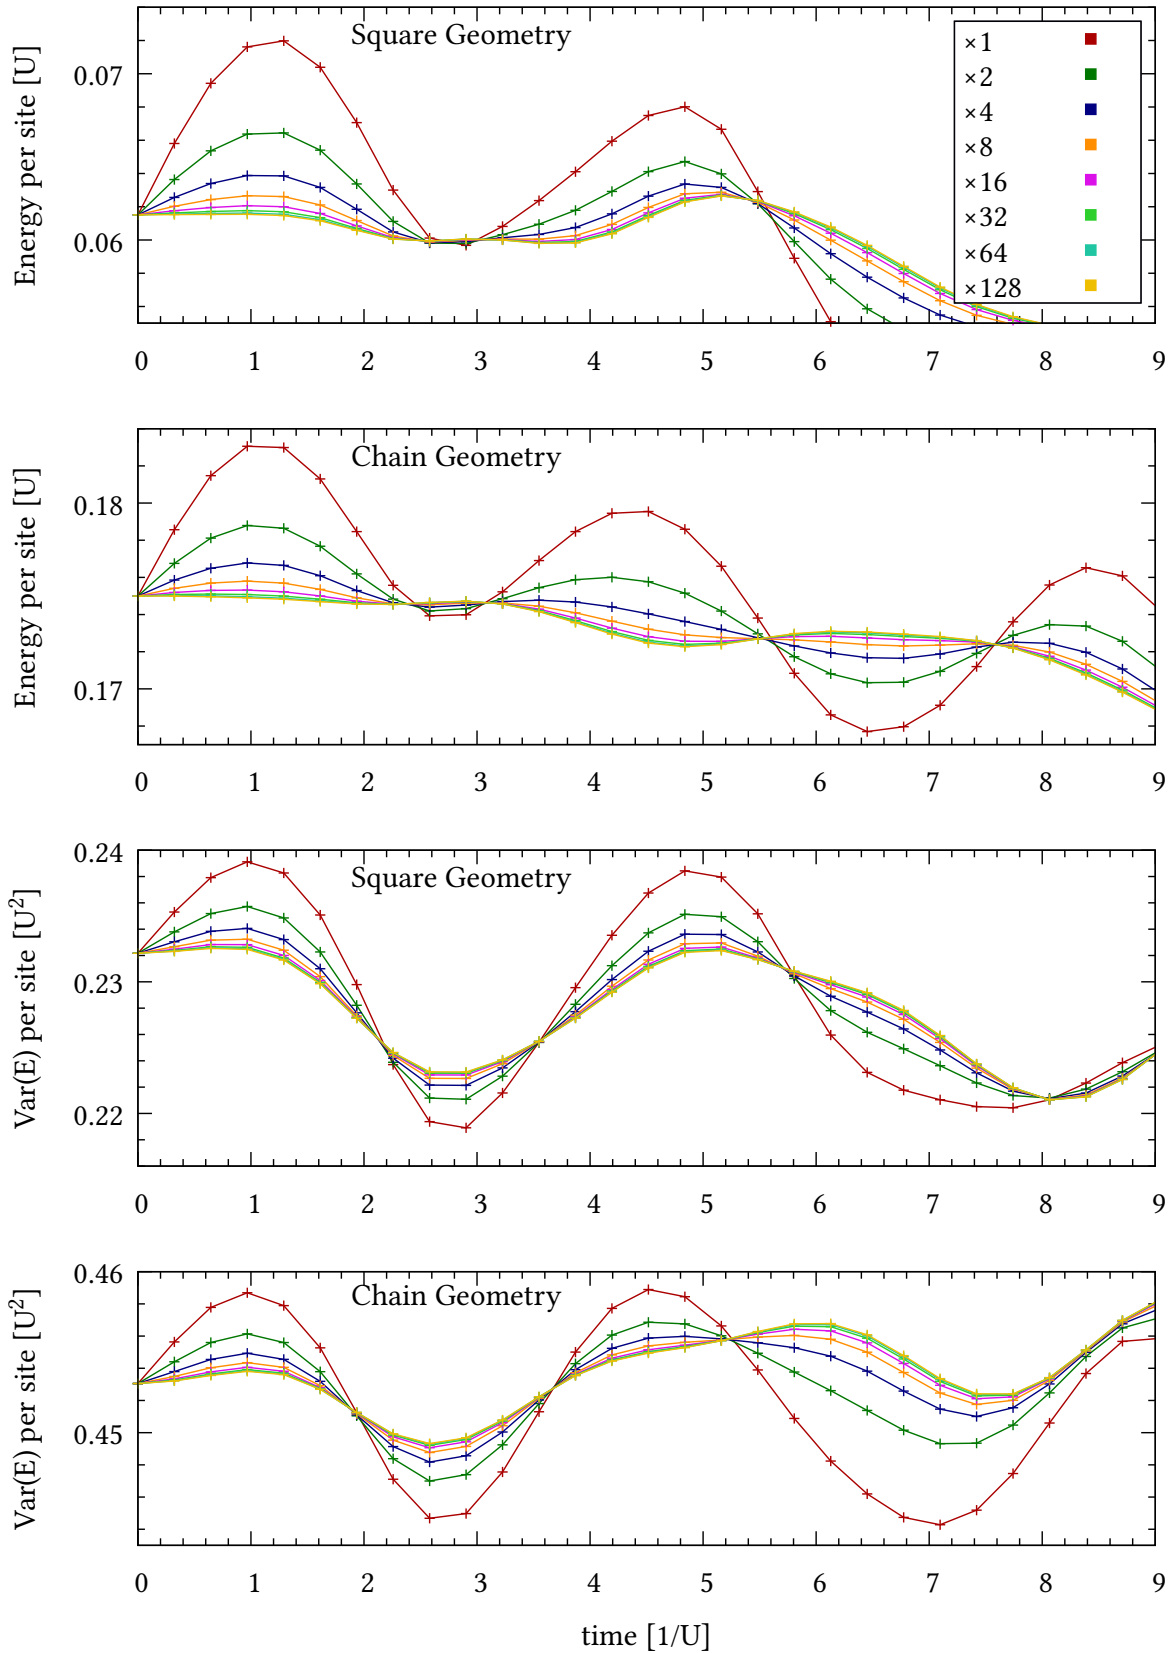 Square Geometry
Energy per site [U]
0.07
0.06
×1
×2
×4
×8
×16
×32
×64
×128
0 1 2 3 4 5 6 7 8 9
Chain Geometry
Energy per site [U]
0.18
0.17
0 1 2 3 4 5 6 7 8 9
Square Geometry
Var(E) per site [U²]
0.24
0.23
0.22
0 1 2 3 4 5 6 7 8 9
Chain Geometry
Var(E) per site [U²]
0.46
0.45
0 1 2 3 4 5 6 7 8 9
time [1/U]